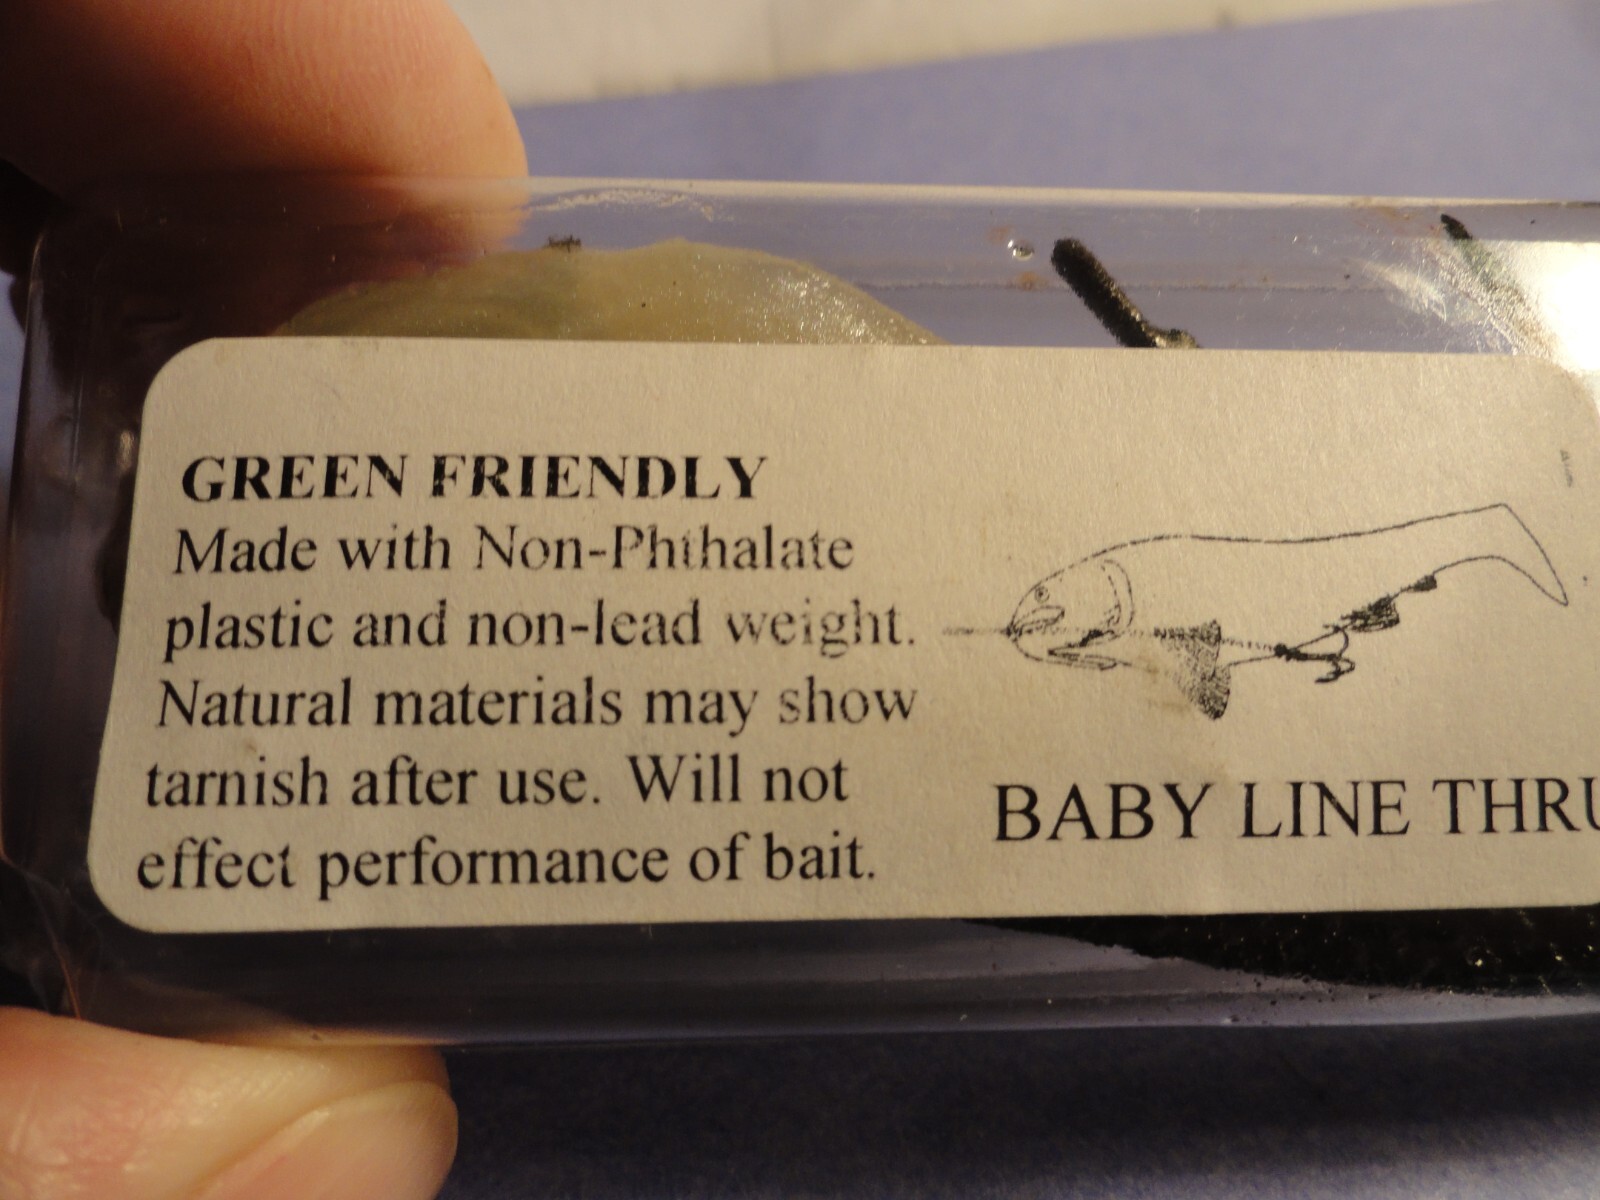 GREEN FRIENDLY
Made with Non-Phthalate
plastic and non-lead weight.
Natural materials may show
tarnish after use. Will not
effect performance of bait.
BABY LINE THRU